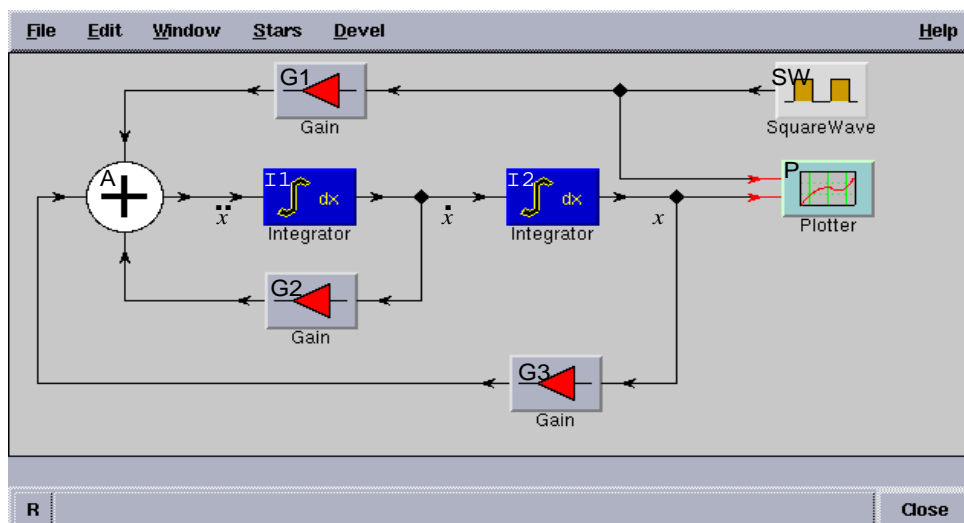 File Edit Window Stars Devel Help
G1
Gain
SW
SquareWave
A
ẍ
I1
dx
Integrator
ẋ
I2
dx
Integrator
x
P
Plotter
G2
Gain
G3
Gain
R
Close